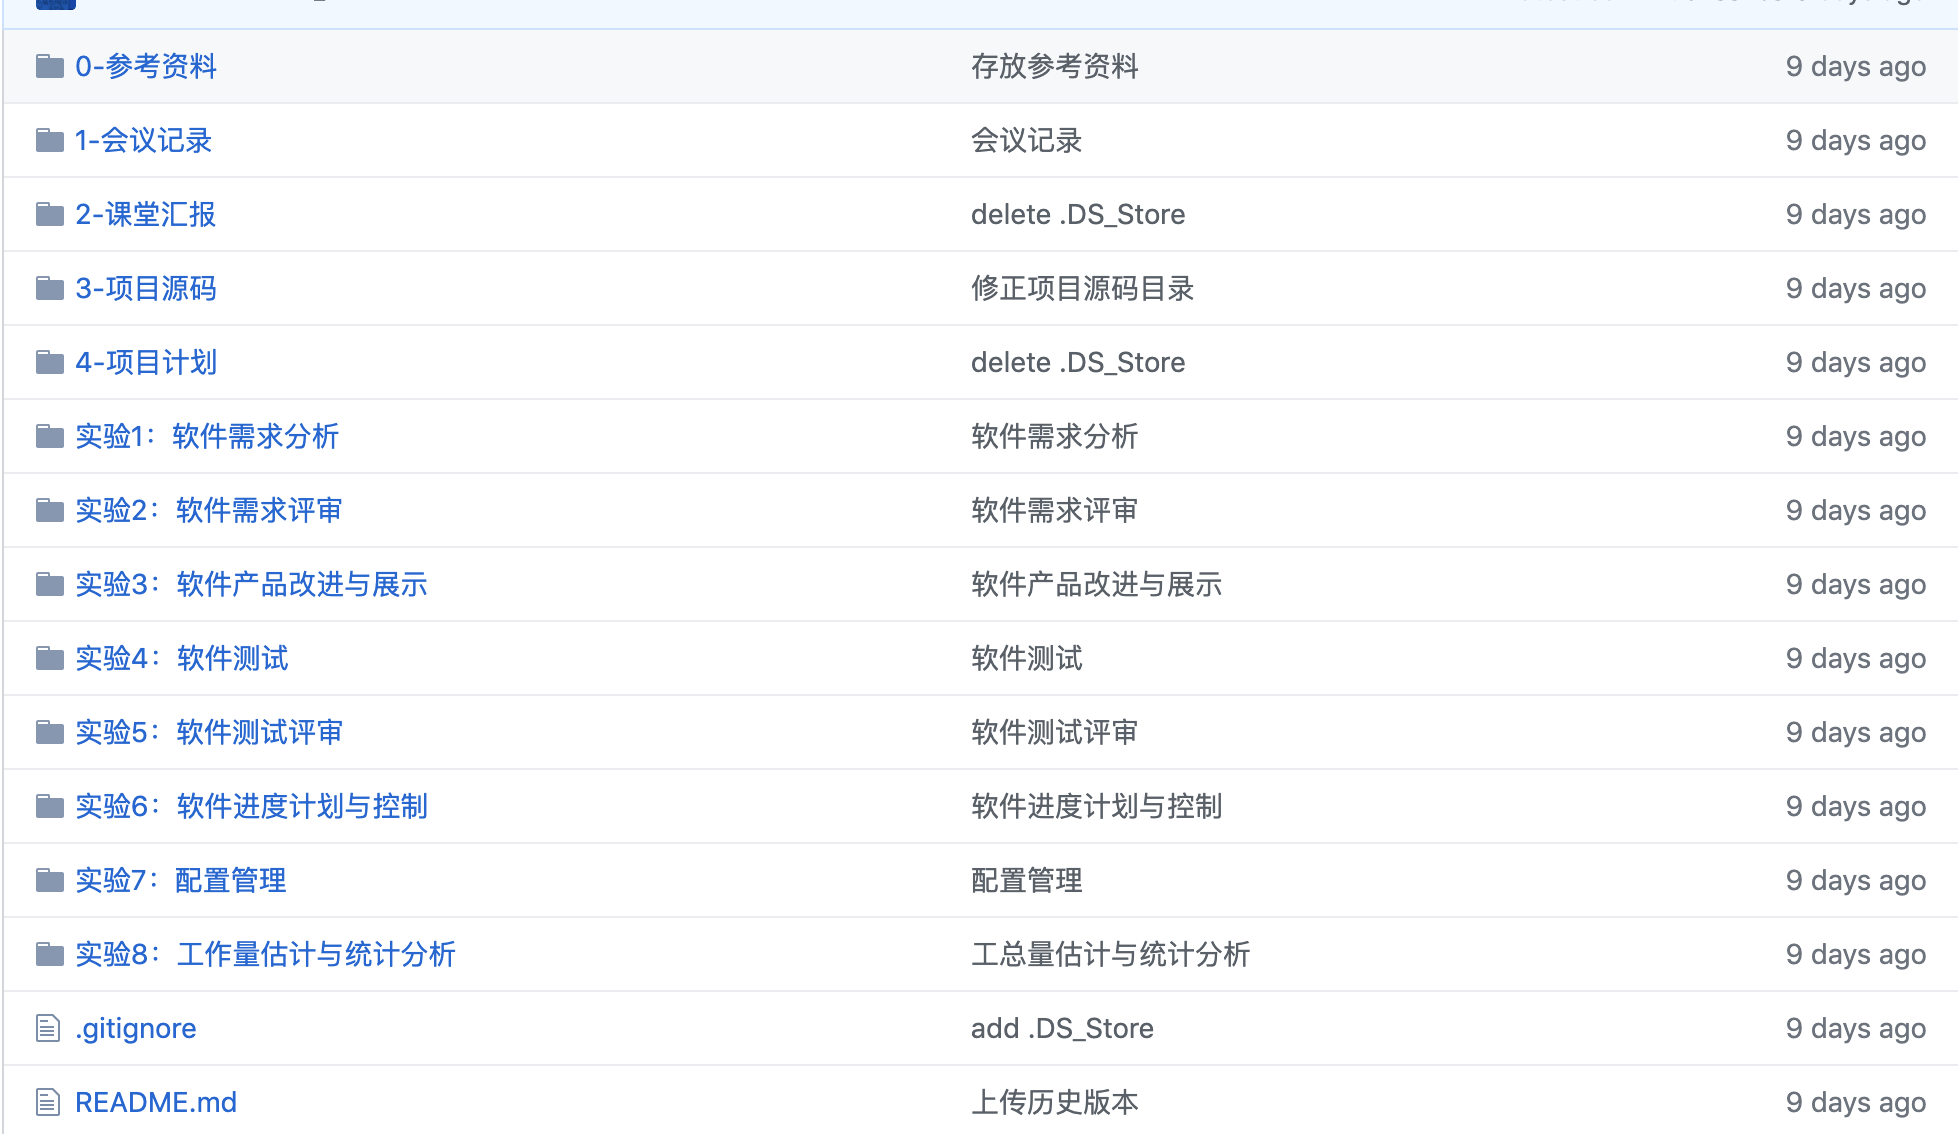 0-参考资料 存放参考资料 9 days ago
1-会议记录 会议记录 9 days ago
2-课堂汇报 delete .DS_Store 9 days ago
3-项目源码 修正项目源码目录 9 days ago
4-项目计划 delete .DS_Store 9 days ago
实验1：软件需求分析 软件需求分析 9 days ago
实验2：软件需求评审 软件需求评审 9 days ago
实验3：软件产品改进与展示 软件产品改进与展示 9 days ago
实验4：软件测试 软件测试 9 days ago
实验5：软件测试评审 软件测试评审 9 days ago
实验6：软件进度计划与控制 软件进度计划与控制 9 days ago
实验7：配置管理 配置管理 9 days ago
实验8：工作量估计与统计分析 工总量估计与统计分析 9 days ago
.gitignore add .DS_Store 9 days ago
README.md 上传历史版本 9 days ago